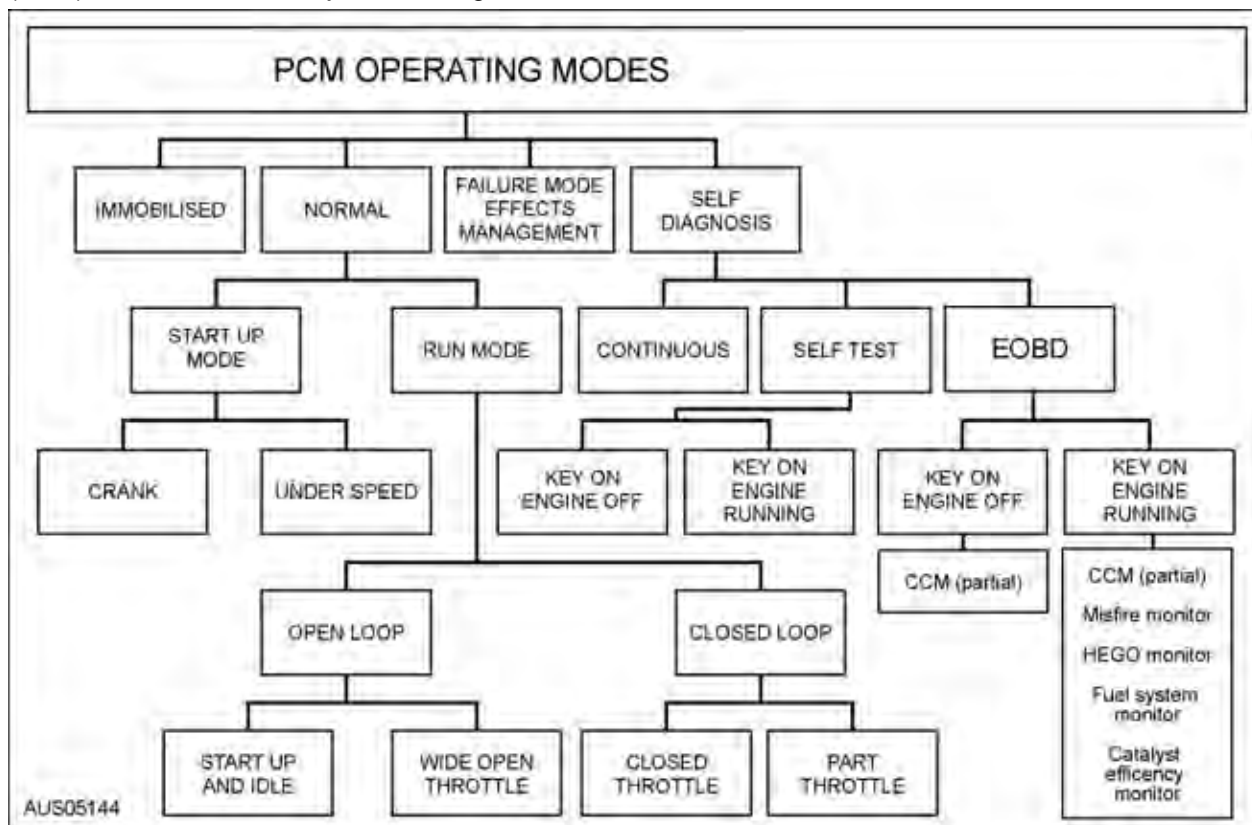 PCM OPERATING MODES
IMMOBILISED
NORMAL
FAILURE MODE
EFFECTS
MANAGEMENT
SELF
DIAGNOSIS
START UP
MODE
RUN MODE
CONTINUOUS
SELF TEST
EOBD
CRANK
UNDER SPEED
KEY ON
ENGINE OFF
KEY ON
ENGINE
RUNNING
KEY ON
ENGINE OFF
KEY ON
ENGINE
RUNNING
CCM (partial)
CCM (partial)
Misfire monitor
HEGO monitor
Fuel system
monitor
Catalyst
efficency
monitor
OPEN LOOP
CLOSED LOOP
START UP
AND IDLE
WIDE OPEN
THROTTLE
CLOSED
THROTTLE
PART
THROTTLE
AUS05144